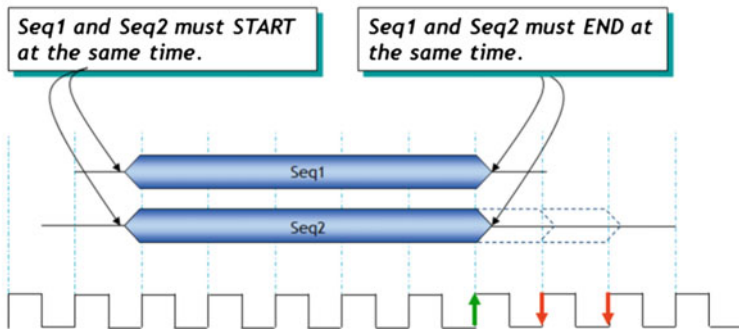 Seq1 and Seq2 must START
at the same time.
Seq1 and Seq2 must END at
the same time.
Seq1
Seq2